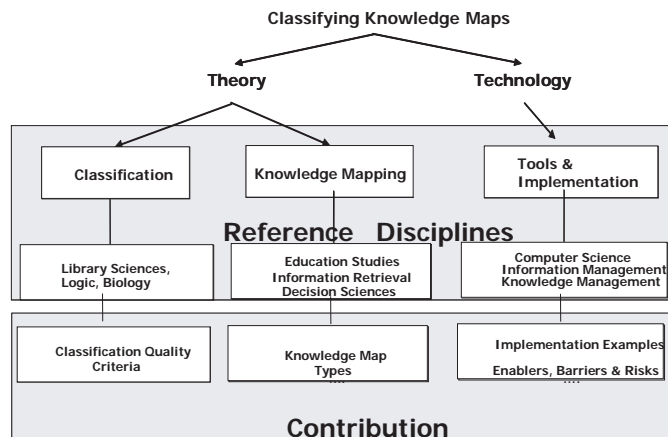 Classifying Knowledge Maps
Theory
Technology
Classification
Knowledge Mapping
Tools &
Implementation
Reference Disciplines
Library Sciences,
Logic, Biology
Education Studies
Information Retrieval
Decision Sciences
Computer Science
Information Management
Knowledge Management
Classification Quality
Criteria
Knowledge Map
Types
....
Implementation Examples
Enablers, Barriers & Risks
....
Contribution